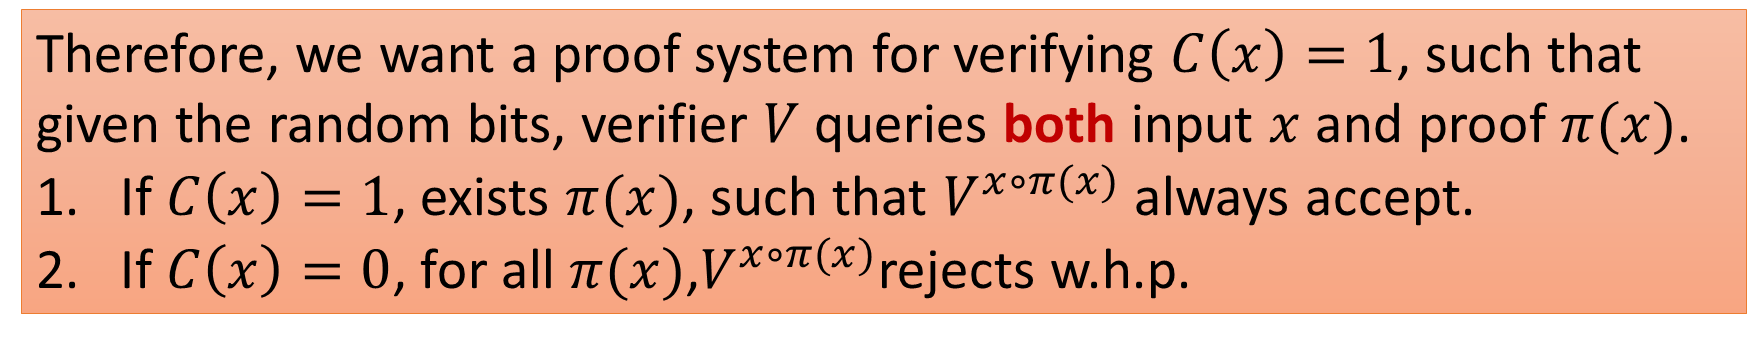 Therefore, we want a proof system for verifying C(x) = 1, such that
given the random bits, verifier V queries both input x and proof π(x).
1. If C(x) = 1, exists π(x), such that V^{x∘π(x)} always accept.
2. If C(x) = 0, for all π(x),V^{x∘π(x)}rejects w.h.p.